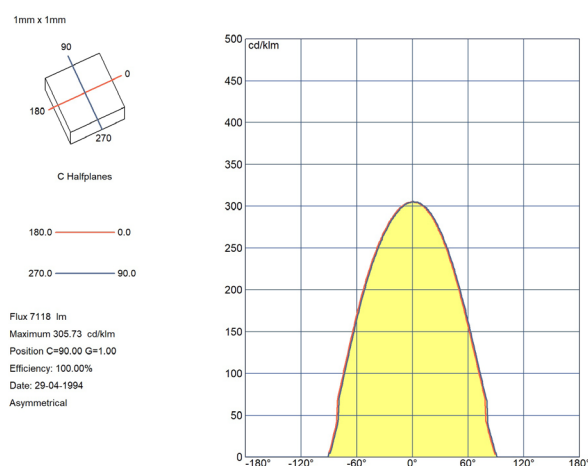 1mm x 1mm
90
0
180
270
C Halfplanes
180.0 0.0
270.0 90.0
Flux 7118 lm
Maximum 305.73 cd/klm
Position C=90.00 G=1.00
Efficiency: 100.00%
Date: 29-04-1994
Asymmetrical
cd/klm
500
450
400
350
300
250
200
150
100
50
0
-180° -120° -60° 0° 60° 120° 180°